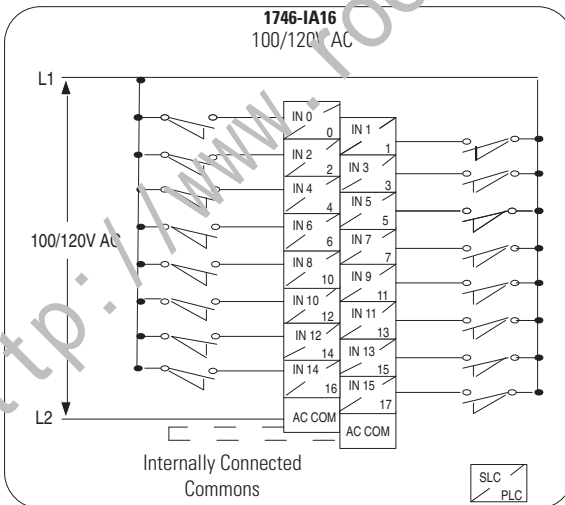 1746-IA16
100/120V AC
L1
IN 0
0
IN 1
1
IN 2
2
IN 3
3
IN 4
4
IN 5
5
100/120V AC
IN 6
6
IN 7
7
IN 8
10
IN 9
11
IN 10
12
IN 11
13
IN 12
14
IN 13
15
IN 14
16
IN 15
17
L2
AC COM
AC COM
Internally Connected
Commons
SLC
PLC